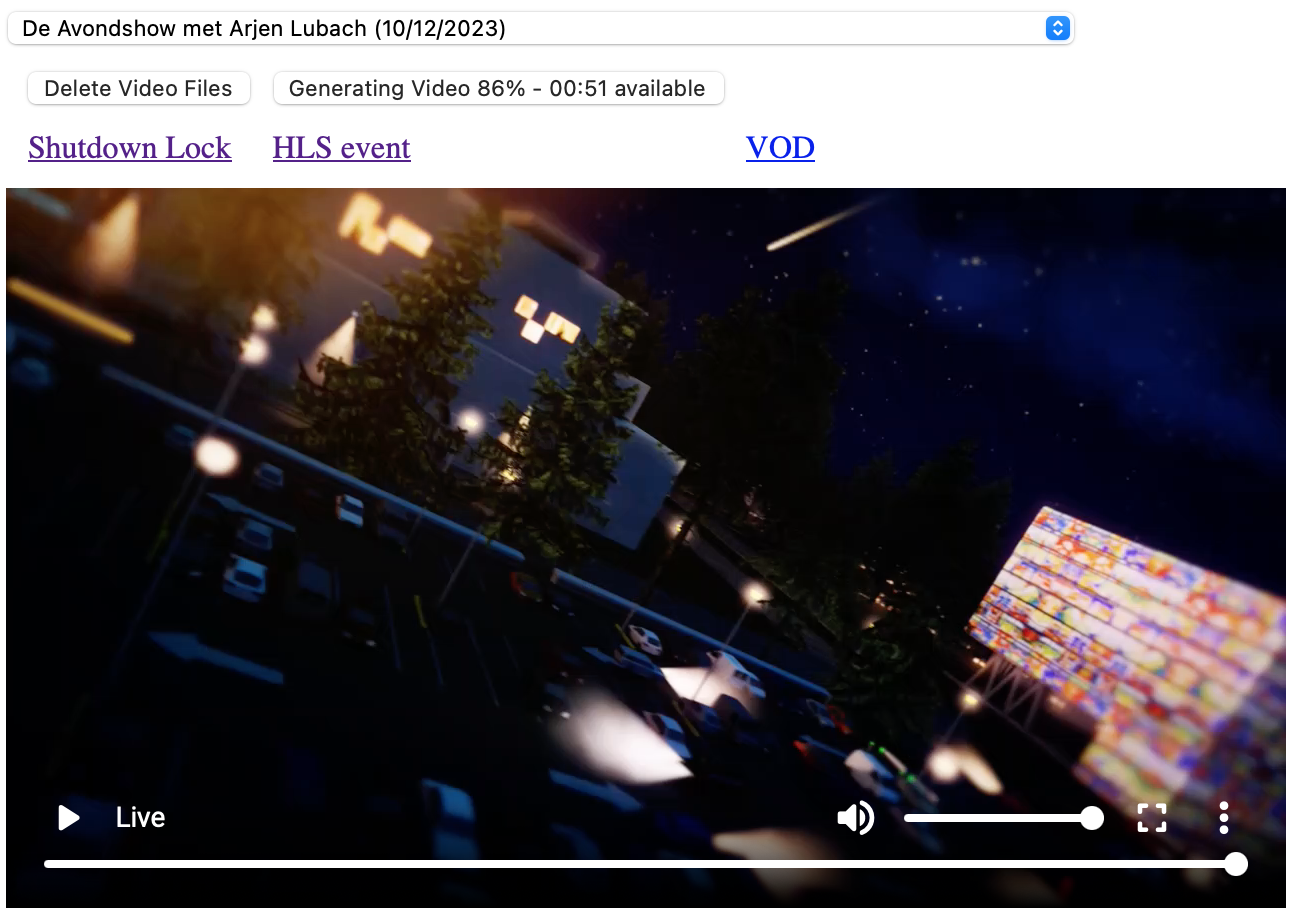 De Avondshow met Arjen Lubach (10/12/2023)
Delete Video Files
Generating Video 86% - 00:51 available
Shutdown Lock
HLS event
VOD
Live